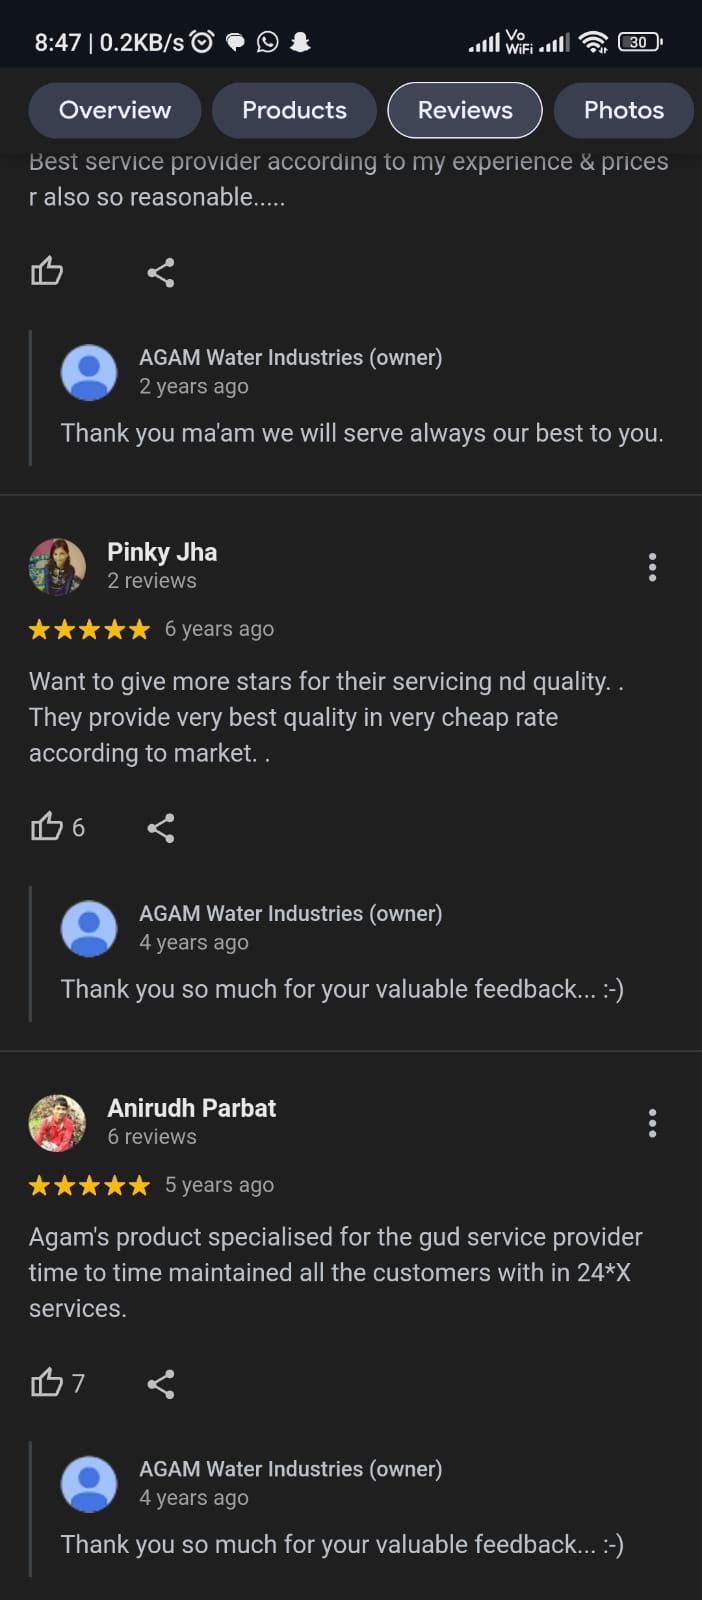 8:47 | 0.2KB/s
Vo
WiFi
30
Overview Products Reviews Photos
Best service provider according to my experience & prices
r also so reasonable.....
AGAM Water Industries (owner)
2 years ago
Thank you ma'am we will serve always our best to you.
Pinky Jha
2 reviews
6 years ago
Want to give more stars for their servicing nd quality. .
They provide very best quality in very cheap rate
according to market. .
6
AGAM Water Industries (owner)
4 years ago
Thank you so much for your valuable feedback... :-)
Anirudh Parbat
6 reviews
5 years ago
Agam's product specialised for the gud service provider
time to time maintained all the customers with in 24*X
services.
7
AGAM Water Industries (owner)
4 years ago
Thank you so much for your valuable feedback... :-)